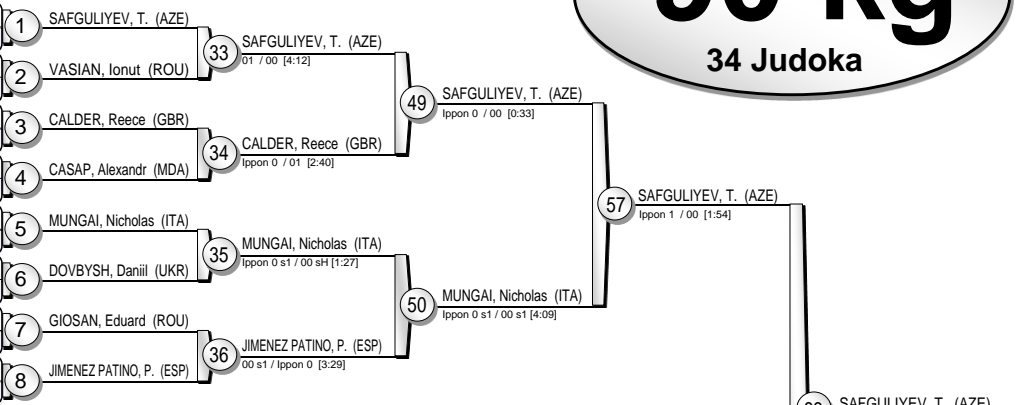 1
SAFGULIYEV, T. (AZE)
2
VASIAN, Ionut (ROU)
33
SAFGULIYEV, T. (AZE)
01 / 00 [4:12]
3
CALDER, Reece (GBR)
4
CASAP, Alexandr (MDA)
34
CALDER, Reece (GBR)
Ippon 0 / 01 [2:40]
49
SAFGULIYEV, T. (AZE)
Ippon 0 / 00 [0:33]
5
MUNGAI, Nicholas (ITA)
6
DOVBYSH, Daniil (UKR)
35
MUNGAI, Nicholas (ITA)
Ippon 0 s1 / 00 sH [1:27]
7
GIOSAN, Eduard (ROU)
8
JIMENEZ PATINO, P. (ESP)
36
JIMENEZ PATINO, P. (ESP)
00 s1 / Ippon 0 [3:29]
50
MUNGAI, Nicholas (ITA)
Ippon 0 s1 / 00 s1 [4:09]
57
SAFGULIYEV, T. (AZE)
Ippon 1 / 00 [1:54]
SAFGULIYEV, T. (AZE)
kg
34 Judoka